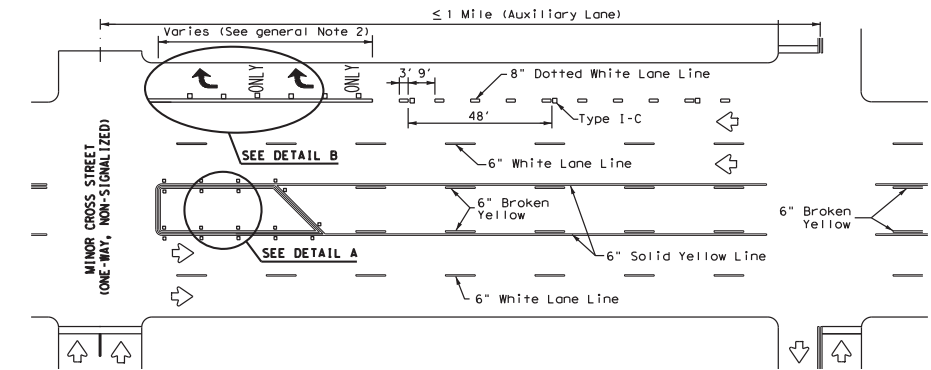 ≤ 1 Mile (Auxiliary Lane)
Varies (See general Note 2)
ONLY
ONLY
3' 9'
8" Dotted White Lane Line
48'
Type I-C
SEE DETAIL B
6" White Lane Line
MINOR CROSS STREET
(ONE-WAY, NON-SIGNALIZED)
6" Broken
Yellow
6" Broken
Yellow
SEE DETAIL A
6" Solid Yellow Line
6" White Lane Line